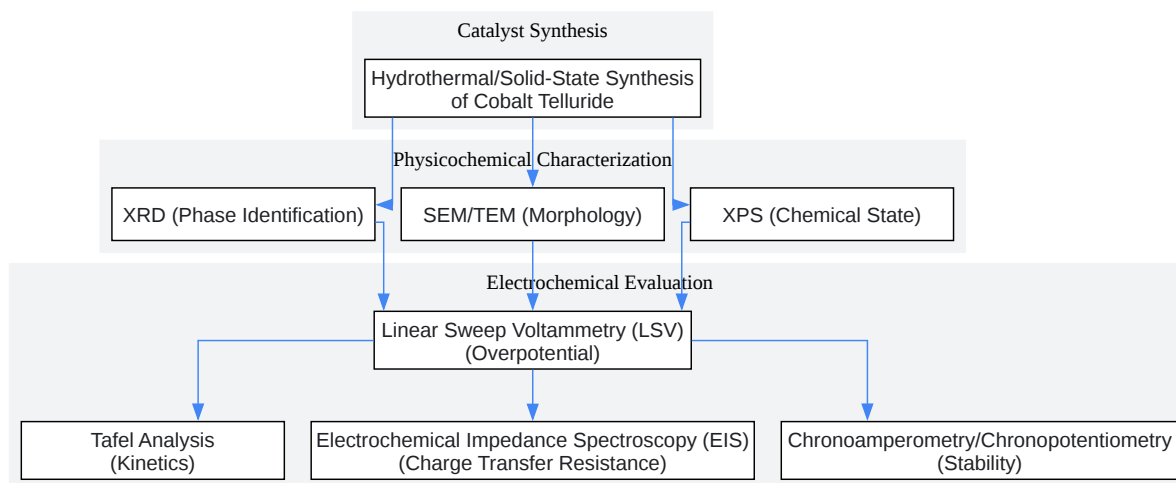 Catalyst Synthesis
Hydrothermal/Solid-State Synthesis
of Cobalt Telluride
Physicochemical Characterization
XRD (Phase Identification)
SEM/TEM (Morphology)
XPS (Chemical State)
Electrochemical Evaluation
Linear Sweep Voltammetry (LSV)
(Overpotential)
Tafel Analysis
(Kinetics)
Electrochemical Impedance Spectroscopy (EIS)
(Charge Transfer Resistance)
Chronoamperometry/Chronopotentiometry
(Stability)